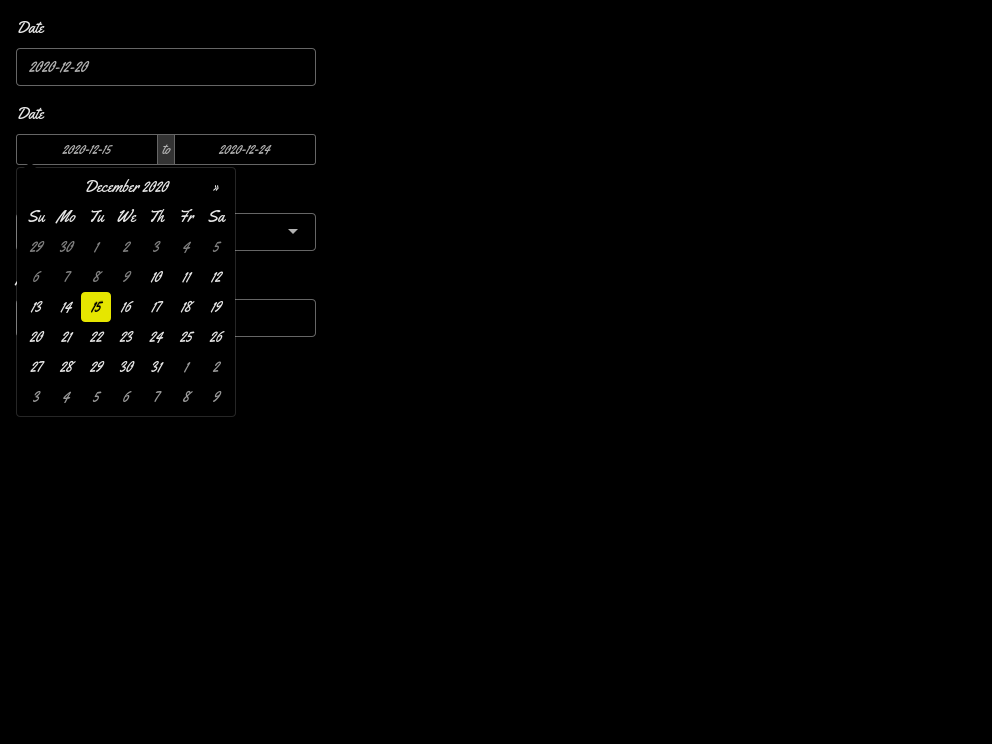 Date
2020-12-20
Date
2020-12-15 to 2020-12-24
December 2020 »
Su Mo Tu We Th Fr Sa
29 30 1 2 3 4 5
6 7 8 9 10 11 12
13 14 15 16 17 18 19
20 21 22 23 24 25 26
27 28 29 30 31 1 2
3 4 5 6 7 8 9